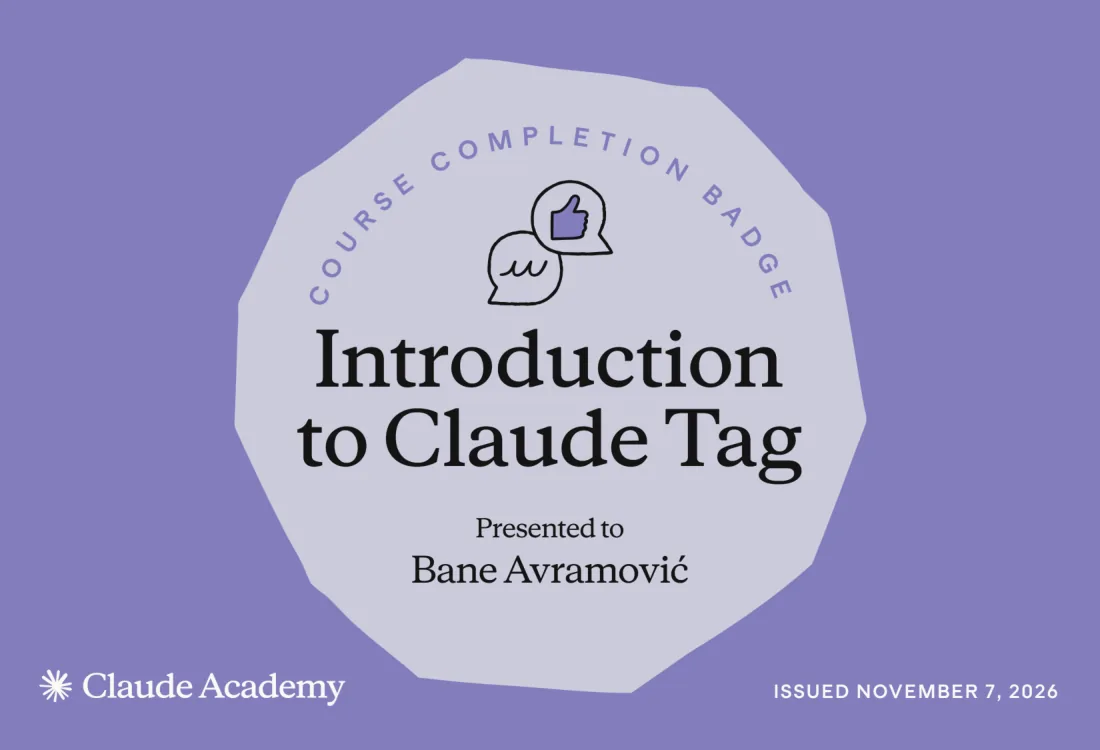 COURSE COMPLETION BADGE
Introduction
to Claude Tag
Presented to
Bane Avramović
Claude Academy
ISSUED NOVEMBER 7, 2026